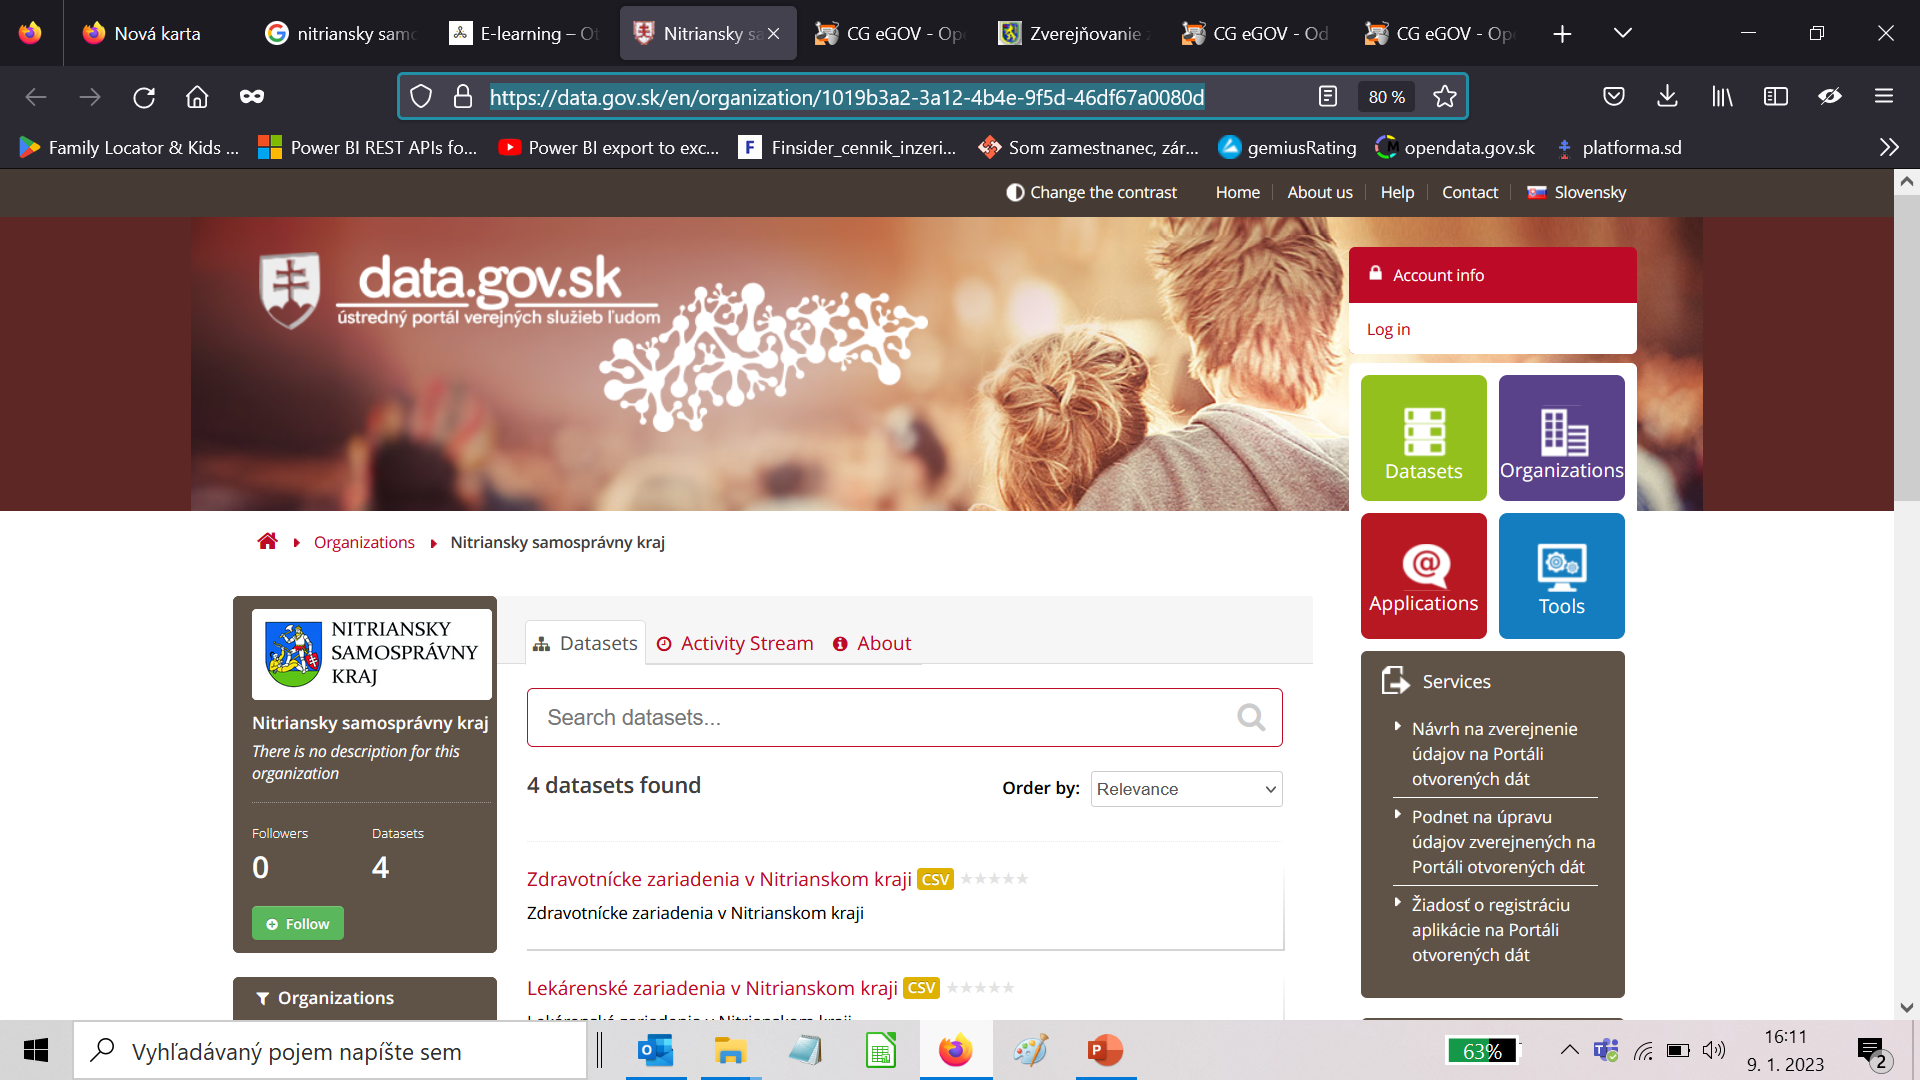 Nová karta
nitriansky samo
E-learning – Ot
Nitriansky sa
CG eGOV - Ope
Zverejňovanie z
CG eGOV - Od
CG eGOV - Ope
https://data.gov.sk/en/organization/1019b3a2-3a12-4b4e-9f5d-46df67a0080d
80 %
Family Locator & Kids ...
Power BI REST APIs fo...
Power BI export to exc...
Finsider_cennik_inzeri...
Som zamestnanec, zár...
gemiusRating
opendata.gov.sk
platforma.sd
Change the contrast
Home
About us
Help
Contact
Slovensky
data.gov.sk
ústredný portál verejných služieb ľuďom
Account info
Log in
Datasets
Organizations
Applications
Tools
Organizations
Nitriansky samosprávny kraj
NITRIANSKY
SAMOSPRÁVNY
KRAJ
Nitriansky samosprávny kraj
There is no description for this
organization
Followers
Datasets
0
4
Follow
Organizations
Datasets
Activity Stream
About
Search datasets...
4 datasets found
Order by:
Relevance
Zdravotnícke zariadenia v Nitrianskom kraji CSV
Zdravotnícke zariadenia v Nitrianskom kraji
Lekárenské zariadenia v Nitrianskom kraji CSV
Lekárenské zariadenia v Nitrianskom kraji
Services
Návrh na zverejnenie
údajov na Portáli
otvorených dát
Podnet na úpravu
údajov zverejnených na
Portáli otvorených dát
Žiadosť o registráciu
aplikácie na Portáli
otvorených dát
Vyhľadávaný pojem napíšte sem
63%
16:11
9. 1. 2023
2